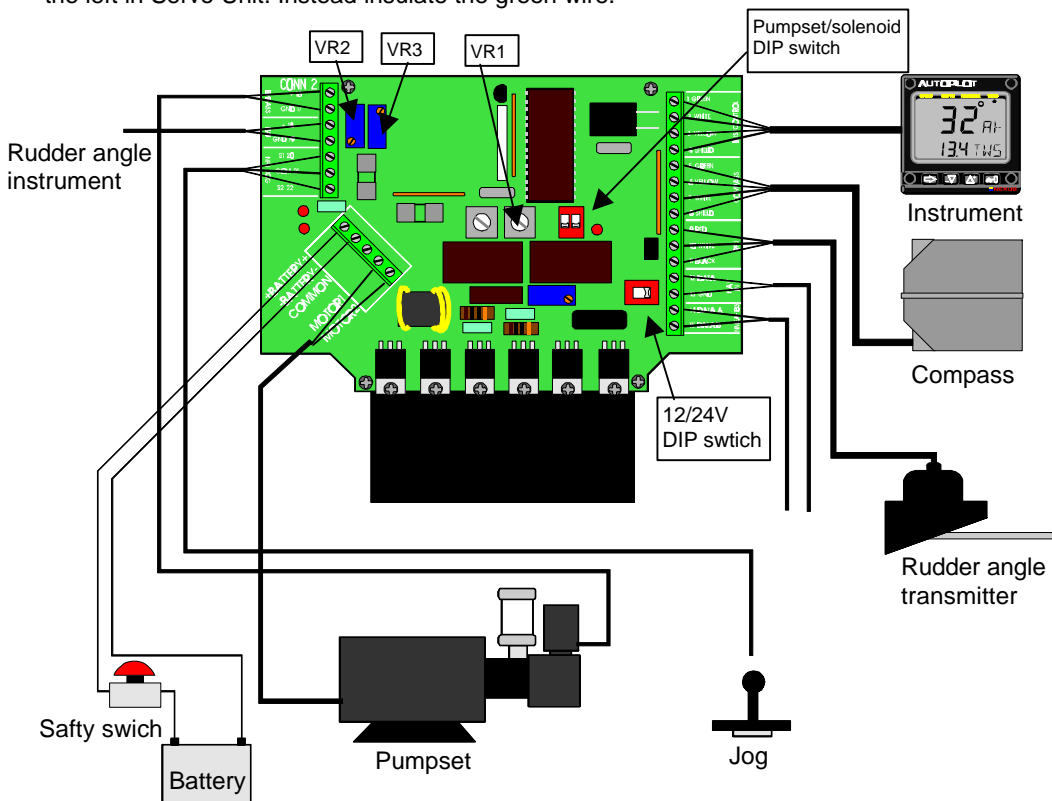 the left in Servo Unit. Instead insulate the green wire.
Pumpset/solenoid
DIP switch
VR2
VR3
VR1
CONN 2
AUTOPILOT
32
13.4 TWS
Rudder angle
instrument
Instrument
+BATTERY+
-BATTERY-
COMMON
MOTOR1
Compass
12/24V
DIP swtich
Rudder angle
transmitter
Safty swich
Battery
Pumpset
Jog